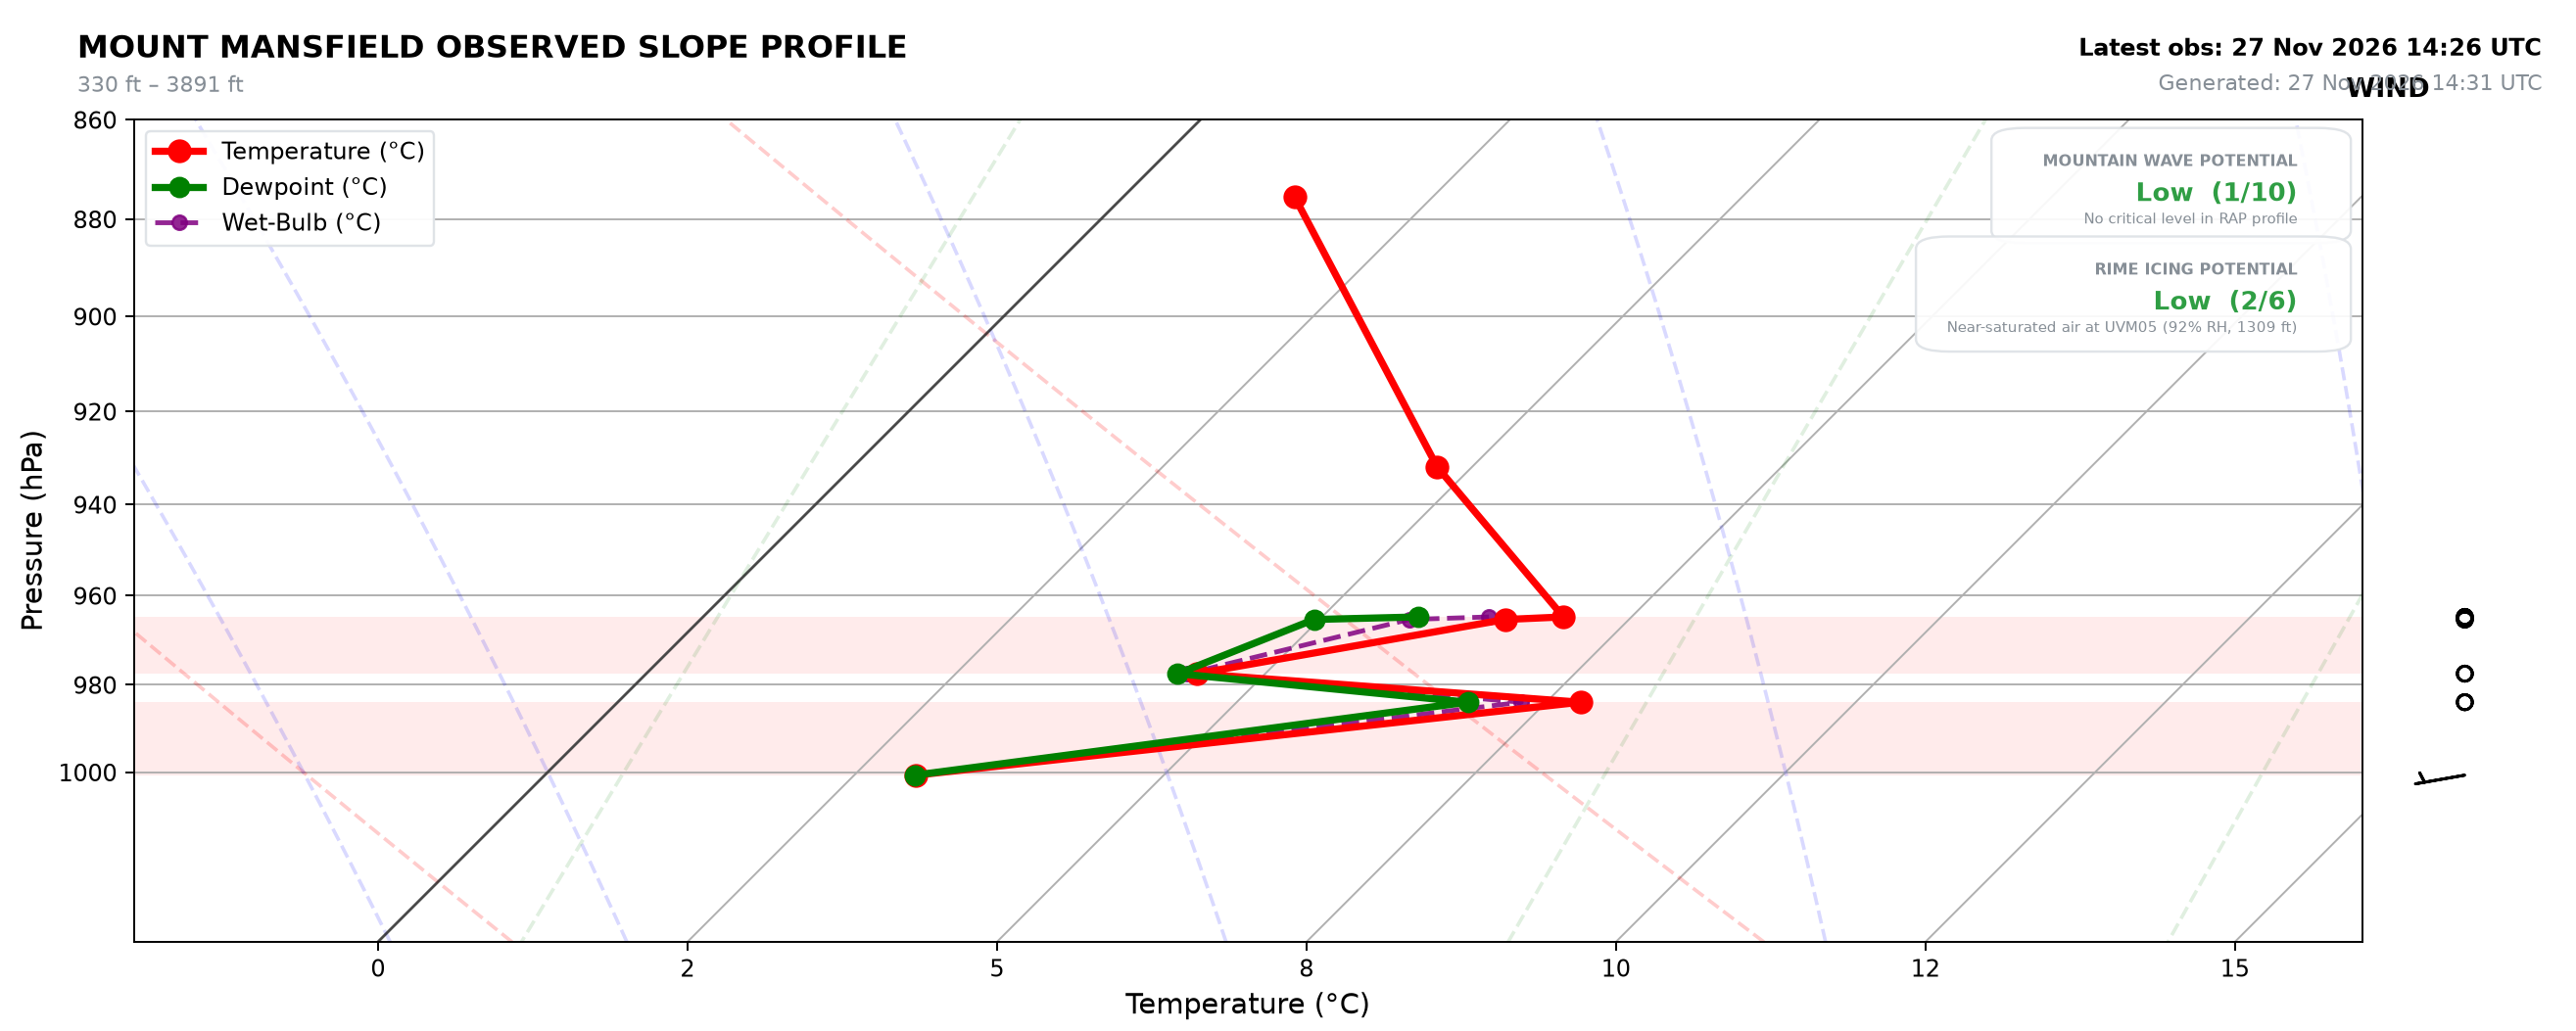 MOUNT MANSFIELD OBSERVED SLOPE PROFILE
330 ft – 3891 ft
Latest obs: 27 Nov 2026 14:26 UTC
Generated: 27 Nov 2026 14:31 UTC
WIND
Temperature (°C)
Dewpoint (°C)
Wet-Bulb (°C)
MOUNTAIN WAVE POTENTIAL
Low (1/10)
No critical level in RAP profile
RIME ICING POTENTIAL
Low (2/6)
Near-saturated air at UVM05 (92% RH, 1309 ft)
Pressure (hPa)
860
880
900
920
940
960
980
1000
0 2 5 8 10 12 15
Temperature (°C)